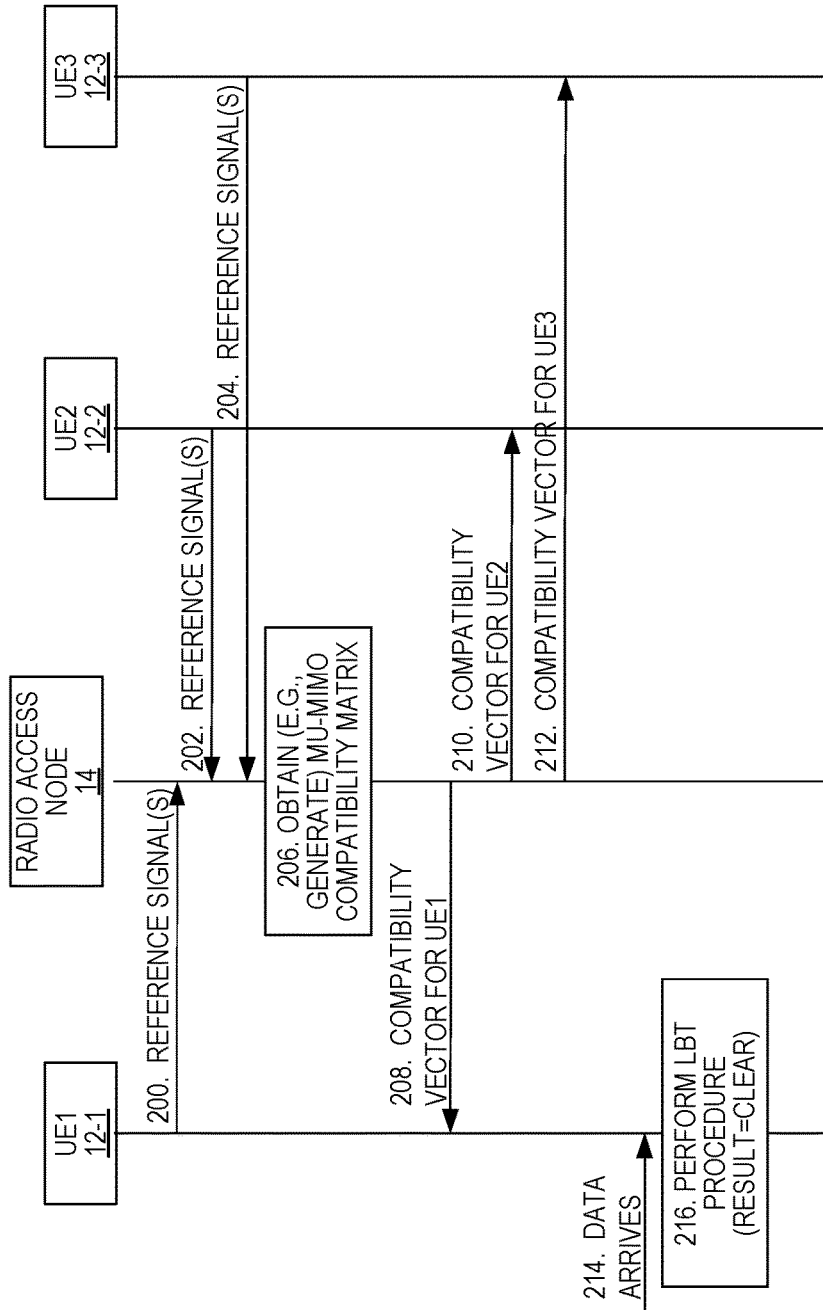 UE1
12-1
RADIO ACCESS
NODE
14
UE2
12-2
UE3
12-3
200. REFERENCE SIGNAL(S)
202. REFERENCE SIGNAL(S)
204. REFERENCE SIGNAL(S)
206. OBTAIN (E.G.,
GENERATE) MU-MIMO
COMPATIBILITY MATRIX
208. COMPATIBILITY
VECTOR FOR UE1
210. COMPATIBILITY
VECTOR FOR UE2
212. COMPATIBILITY VECTOR FOR UE3
214. DATA
ARRIVES
216. PERFORM LBT
PROCEDURE
(RESULT=CLEAR)